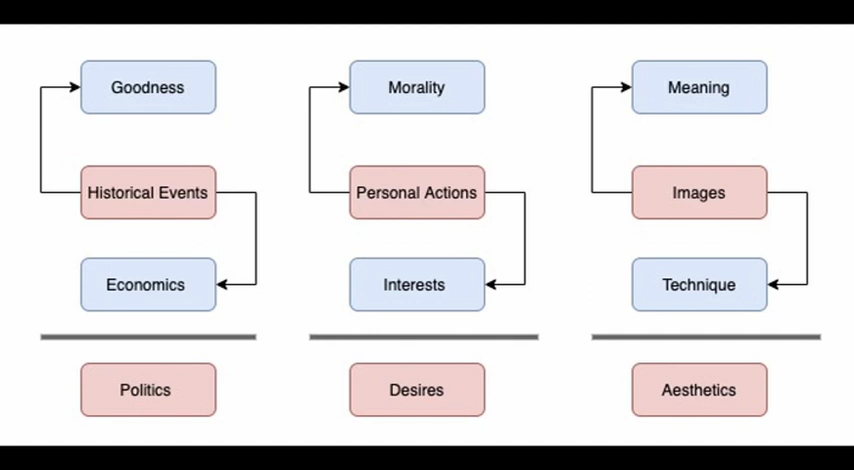 Goodness
Morality
Meaning
Historical Events
Personal Actions
Images
Economics
Interests
Technique
Politics
Desires
Aesthetics